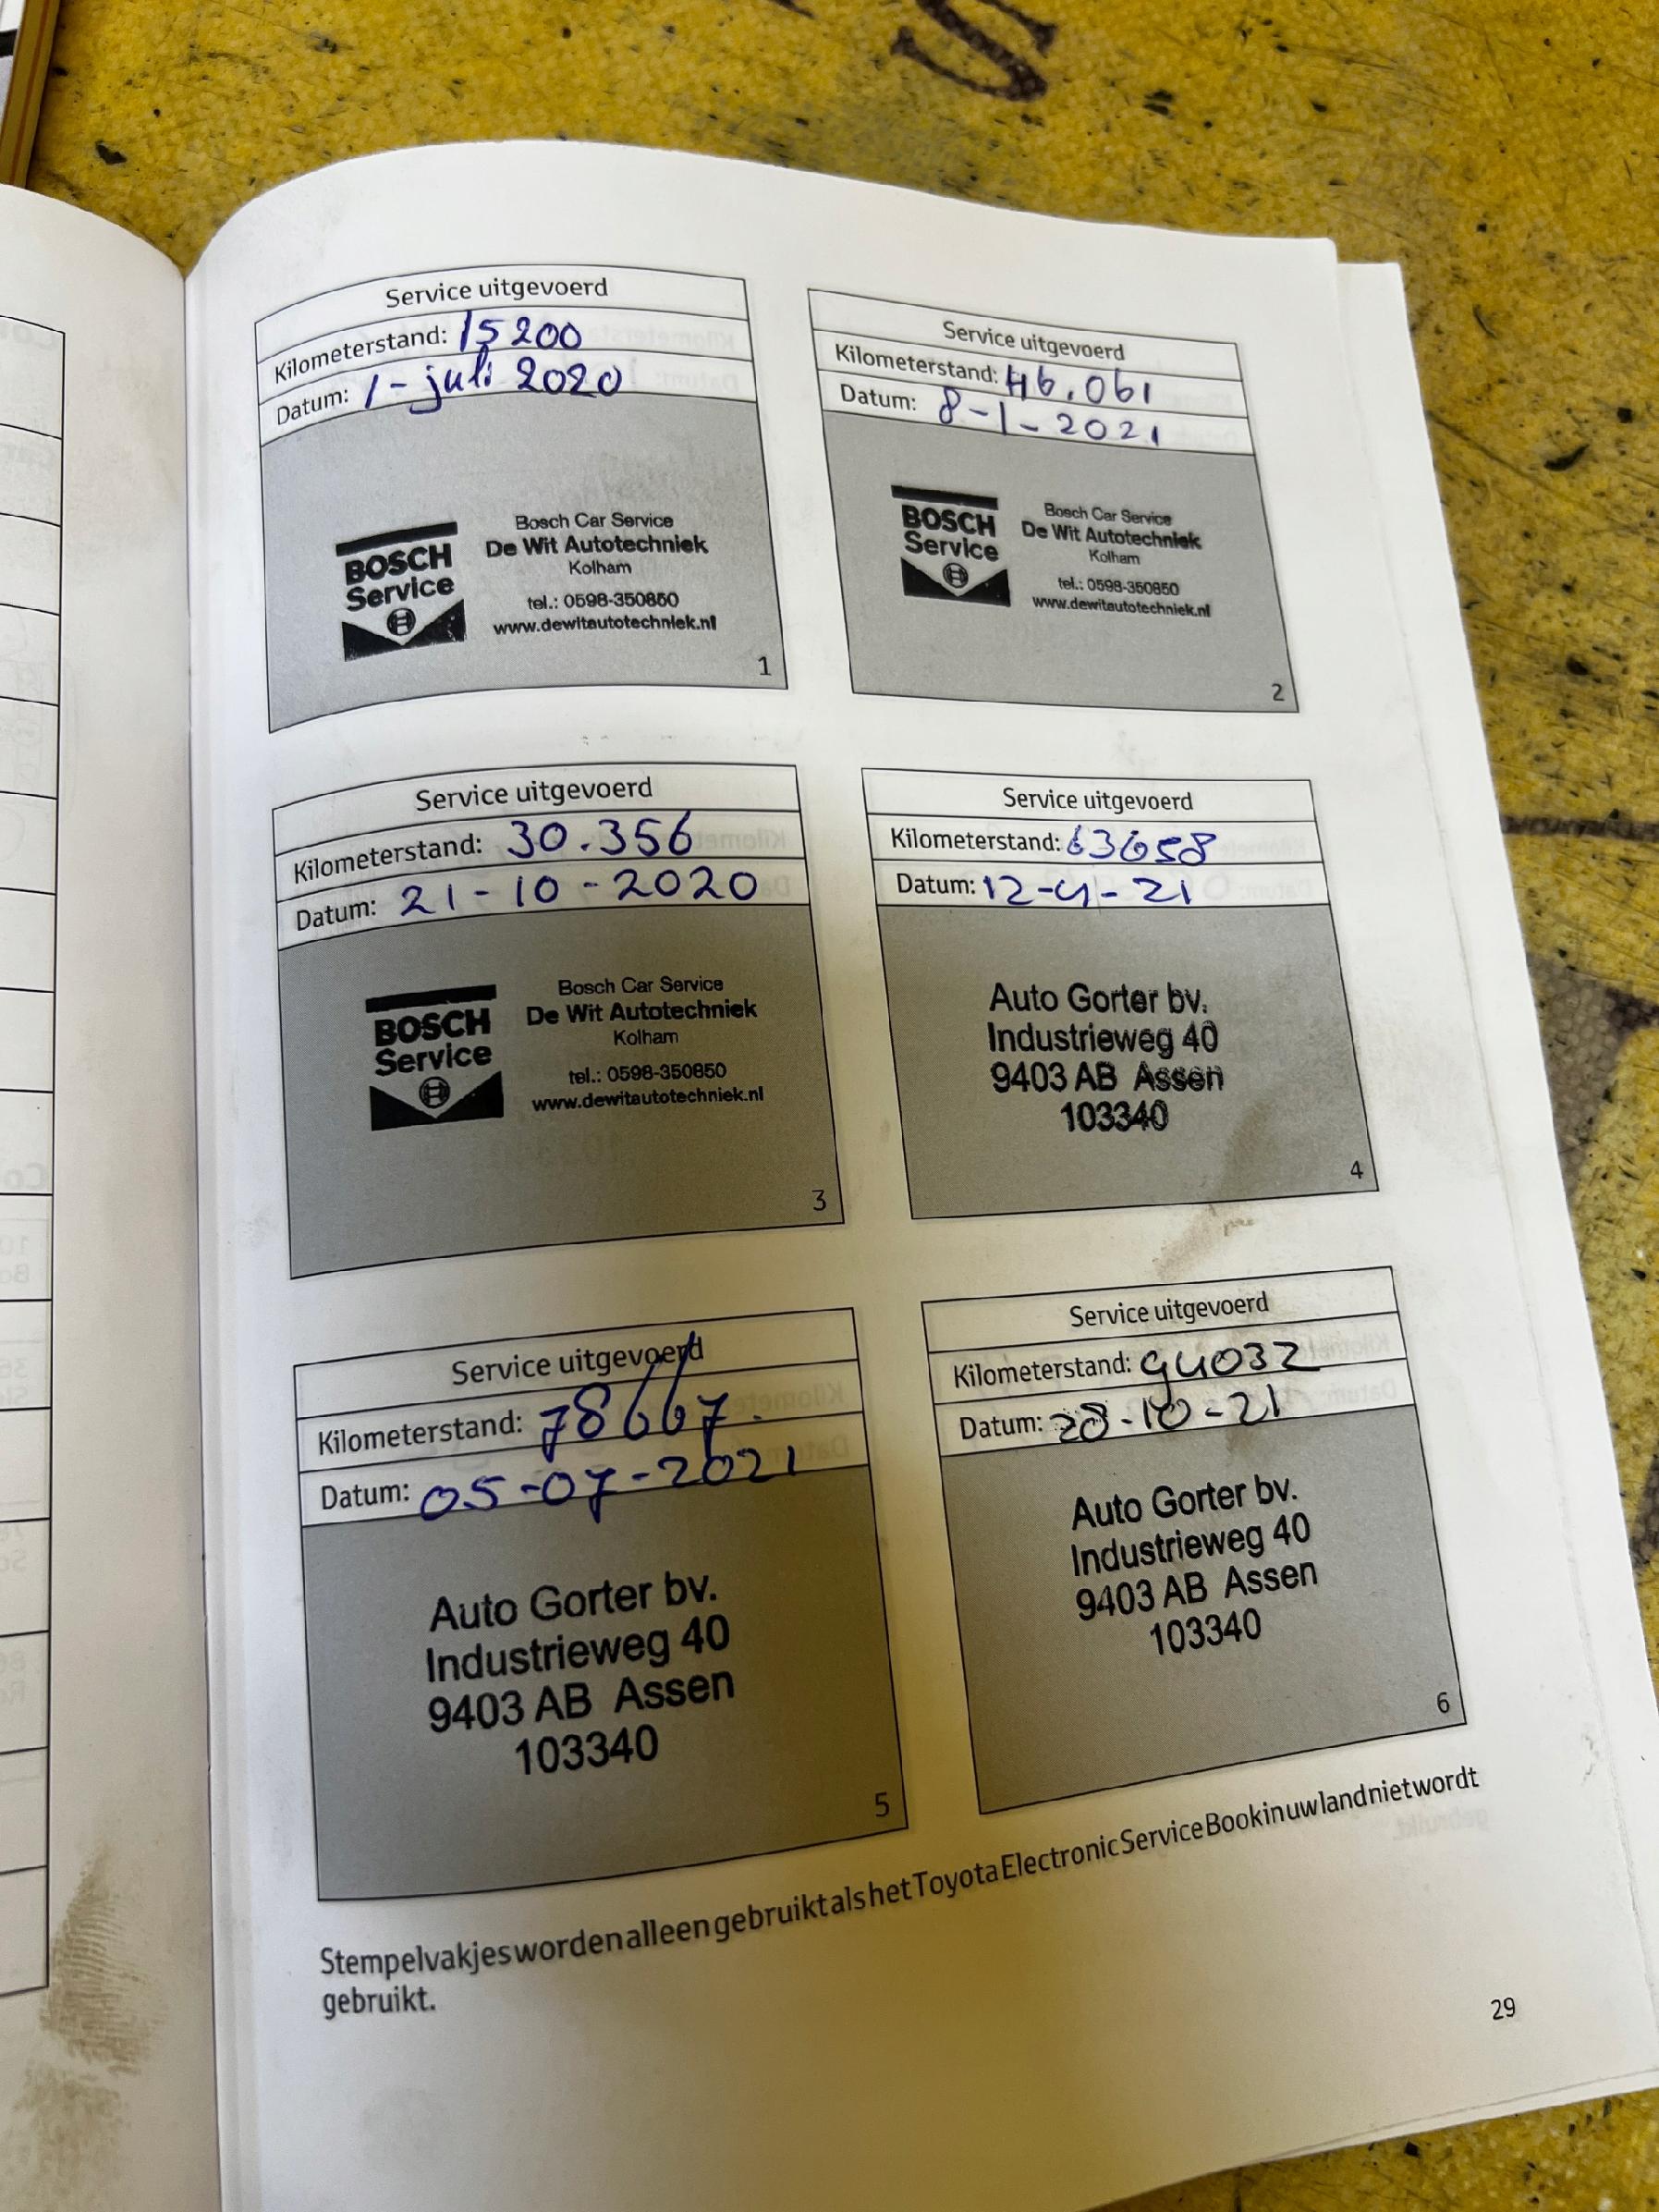 Service uitgevoerd
Kilometerstand: 15200
Datum: 1-juli 2020
BOSCH
Service
Bosch Car Service
De Wit Autotechniek
Kolham
tel.: 0598-350850
www.dewitautotechniek.nl
1
Service uitgevoerd
Kilometerstand: 46.061
Datum: 8-1-2021
BOSCH
Service
Bosch Car Service
De Wit Autotechniek
Kolham
tel.: 0598-350850
www.dewitautotechniek.nl
2
Service uitgevoerd
Kilometerstand: 30.356
Datum: 21-10-2020
BOSCH
Service
Bosch Car Service
De Wit Autotechniek
Kolham
tel.: 0598-350850
www.dewitautotechniek.nl
3
Service uitgevoerd
Kilometerstand: 63658
Datum: 12-4-21
Auto Gorter bv.
Industrieweg 40
9403 AB Assen
103340
4
Service uitgevoerd
Kilometerstand: 78667.
Datum: 05-07-2021
Auto Gorter bv.
Industrieweg 40
9403 AB Assen
103340
5
Service uitgevoerd
Kilometerstand: 94032
Datum: 28-10-21
Auto Gorter bv.
Industrieweg 40
9403 AB Assen
103340
6
Stempelvakjes worden alleen gebruikt als het Toyota Electronic Service Book in uw land niet wordt
gebruikt.
29